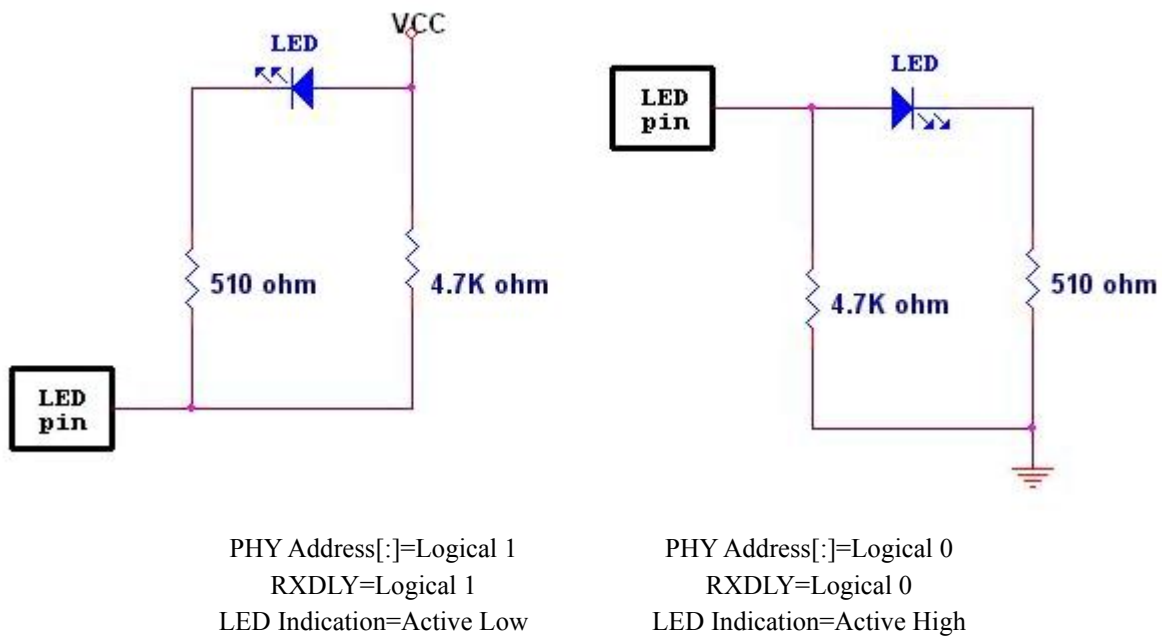 VCC
LED
510 ohm
4.7K ohm
LED
pin
LED
LED
pin
4.7K ohm
510 ohm
PHY Address[:]=Logical 1
RXDLY=Logical 1
LED Indication=Active Low
PHY Address[:]=Logical 0
RXDLY=Logical 0
LED Indication=Active High